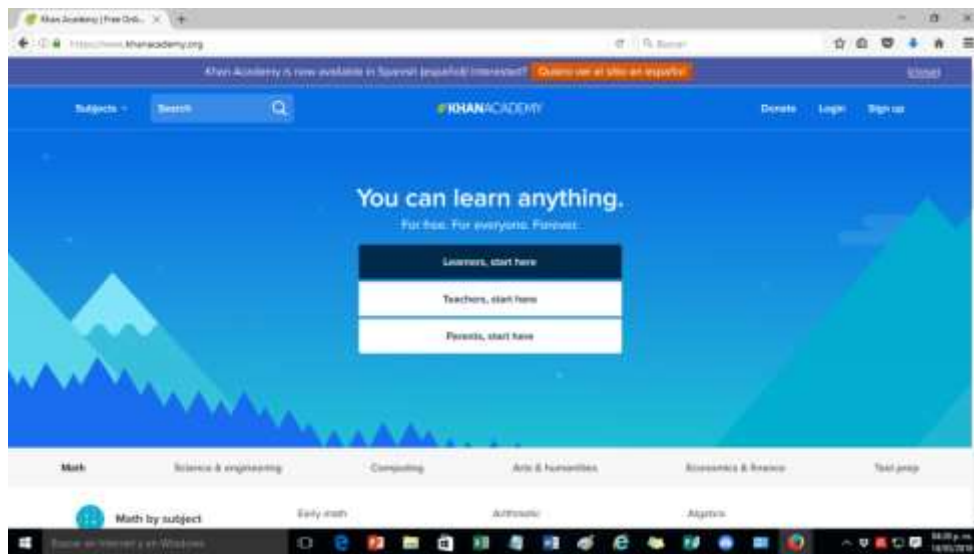 Khan Academy | Free Onli...
https://www.khanacademy.org
Buscar
Khan Academy is now available in Spanish (español)! Interested? Quiero ver el sitio en español
(close)
Subjects
Search
KHANACADEMY
Donate Login Sign up
You can learn anything.
For free. For everyone. Forever.
Learners, start here
Teachers, start here
Parents, start here
Math Science & engineering Computing Arts & humanities Economics & finance Test prep
Math by subject
Early math Arithmetic Algebra
Buscar en Internet y en Windows